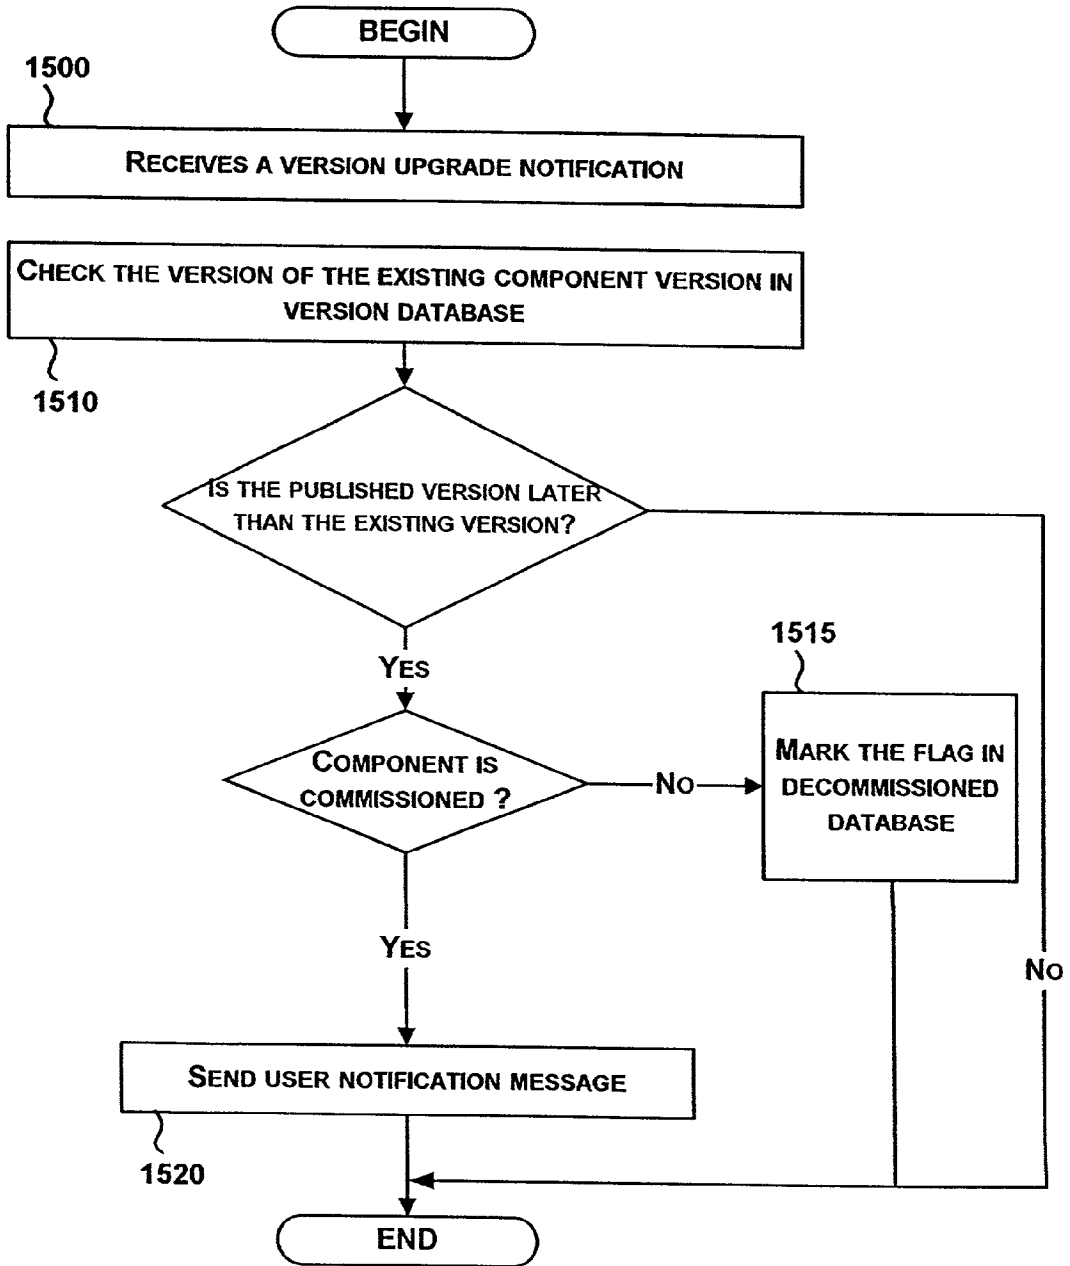 BEGIN
1500
RECEIVES A VERSION UPGRADE NOTIFICATION
CHECK THE VERSION OF THE EXISTING COMPONENT VERSION IN
VERSION DATABASE
1510
IS THE PUBLISHED VERSION LATER
THAN THE EXISTING VERSION?
YES
1515
COMPONENT IS
COMMISSIONED ?
NO
MARK THE FLAG IN
DECOMMISSIONED
DATABASE
YES
NO
SEND USER NOTIFICATION MESSAGE
1520
END